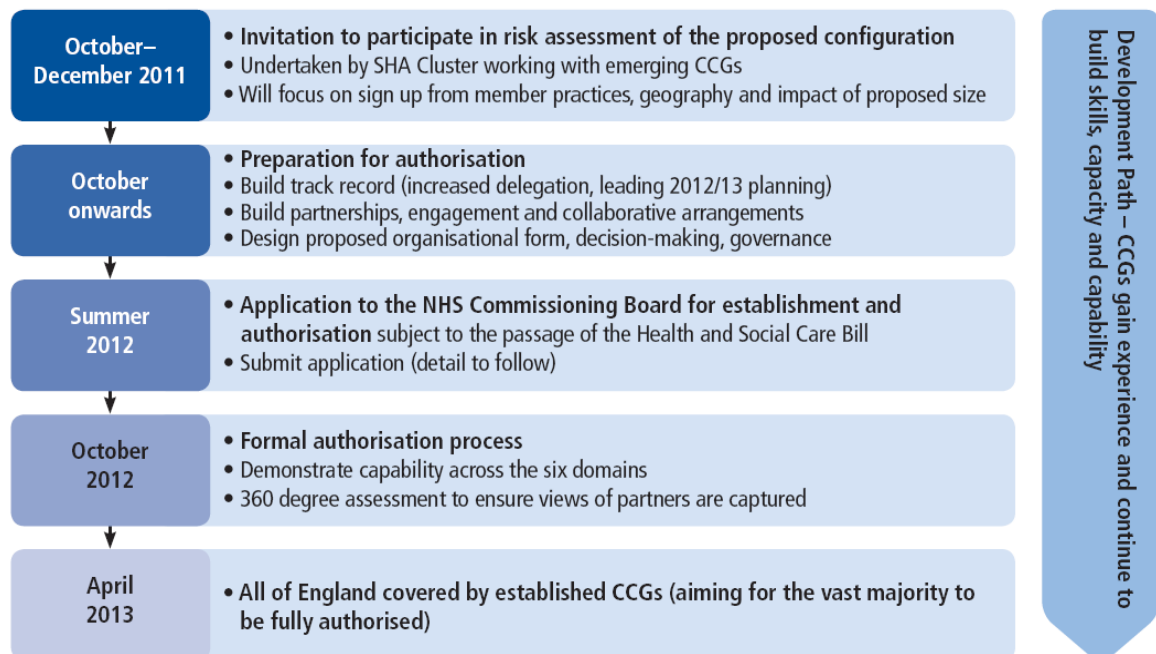 October–
December 2011
• Invitation to participate in risk assessment of the proposed configuration
• Undertaken by SHA Cluster working with emerging CCGs
• Will focus on sign up from member practices, geography and impact of proposed size
October
onwards
• Preparation for authorisation
• Build track record (increased delegation, leading 2012/13 planning)
• Build partnerships, engagement and collaborative arrangements
• Design proposed organisational form, decision-making, governance
Summer
2012
• Application to the NHS Commissioning Board for establishment and
authorisation subject to the passage of the Health and Social Care Bill
• Submit application (detail to follow)
October
2012
• Formal authorisation process
• Demonstrate capability across the six domains
• 360 degree assessment to ensure views of partners are captured
April
2013
• All of England covered by established CCGs (aiming for the vast majority to
be fully authorised)
Development Path – CCGs gain experience and continue to
build skills, capacity and capability